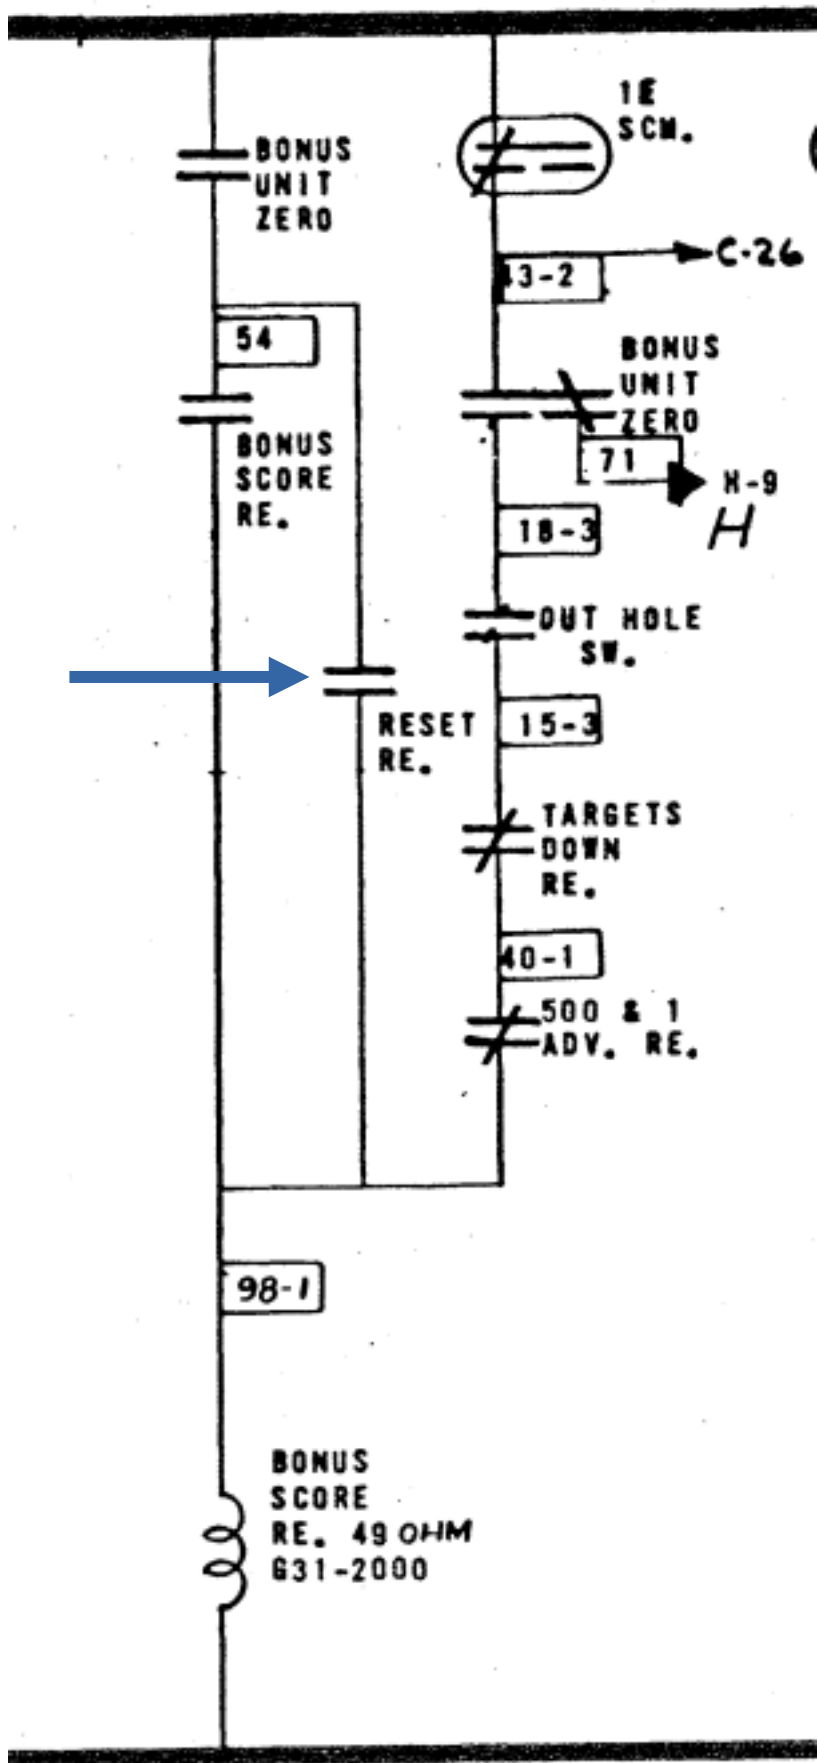 1E
SCM.
BONUS
UNIT
ZERO
C-26
43-2
54
BONUS
UNIT
ZERO
BONUS
SCORE
RE.
71
H-9
H
18-3
OUT HOLE
SW.
15-3
RESET
RE.
TARGETS
DOWN
RE.
40-1
500 & 1
ADV. RE.
98-1
BONUS
SCORE
RE. 49 OHM
G31-2000